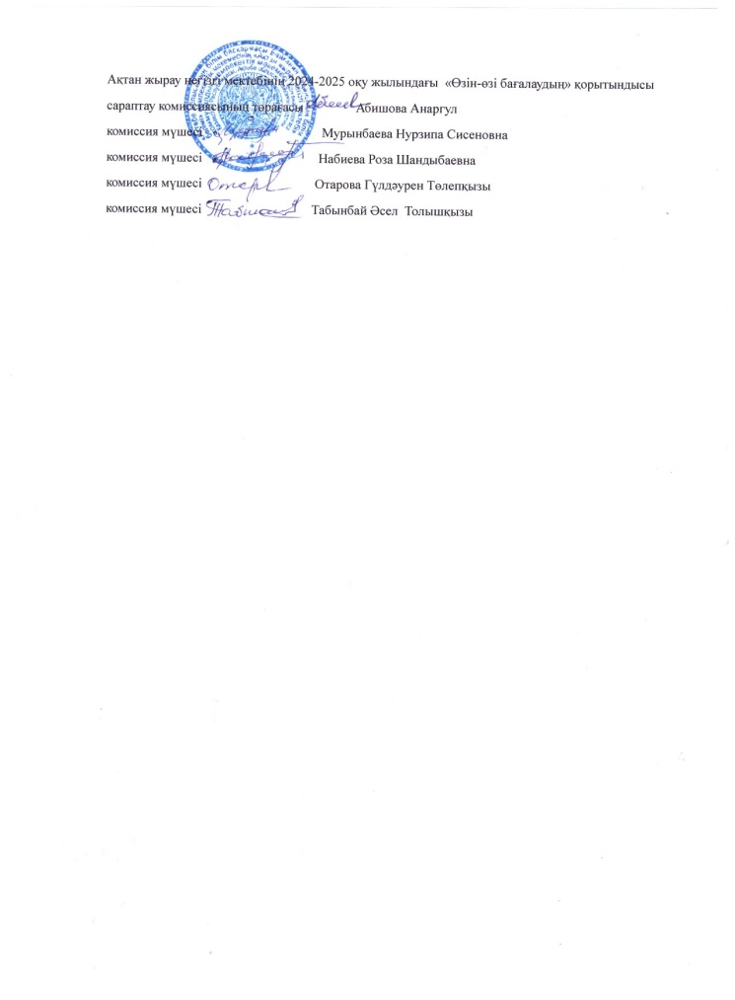 Ақтан жырау негізгі мектебінің 2024-2025 оқу жылындағы «Өзін-өзі бағалаудың» қорытындысы
сараптау комиссиясының төрағасы Абишова Анаргул
комиссия мүшесі Мурынбаева Нурзипа Сисеновна
комиссия мүшесі Набиева Роза Шандыбаевна
комиссия мүшесі Отарова Гүлдәурен Төлепқызы
комиссия мүшесі Табынбай Әсел Толышқызы